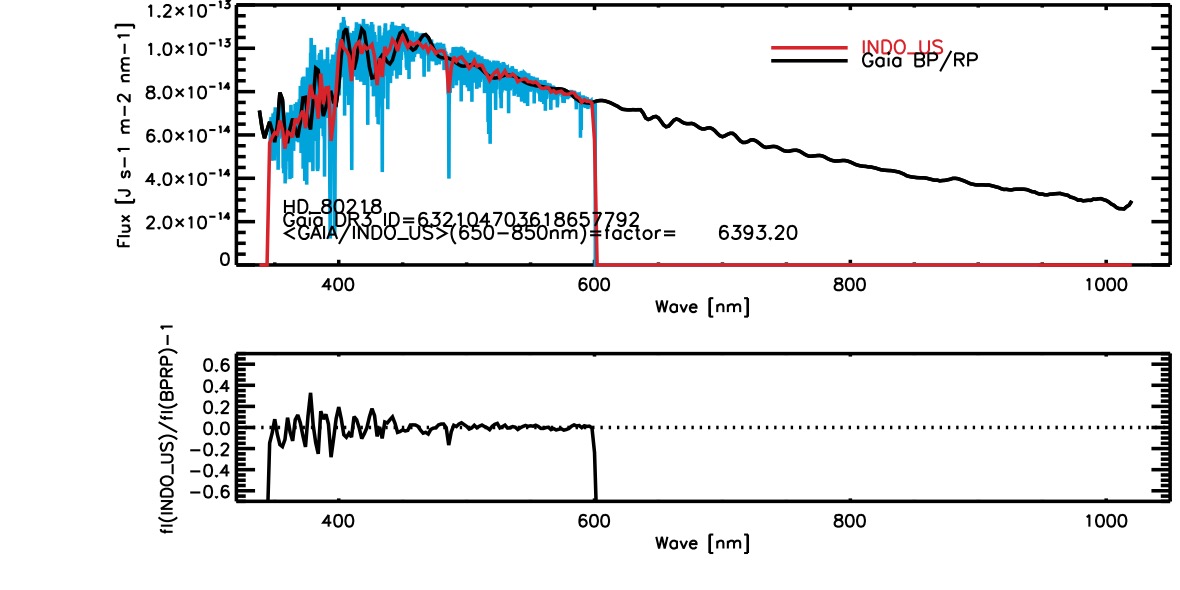 1.2×10⁻¹³
1.0×10⁻¹³
8.0×10⁻¹⁴
6.0×10⁻¹⁴
4.0×10⁻¹⁴
2.0×10⁻¹⁴
0
Flux [J s−1 m−2 nm−1]
INDO_US
Gaia BP/RP
HD_80218
Gaia DR3 ID=632104703618657792
<GAIA/INDO_US>(650−850nm)=factor= 6393.20
400 600 800 1000
Wave [nm]
fl(INDO_US)/fl(BPRP)−1
0.6
0.4
0.2
0.0
−0.2
−0.4
−0.6
400 600 800 1000
Wave [nm]